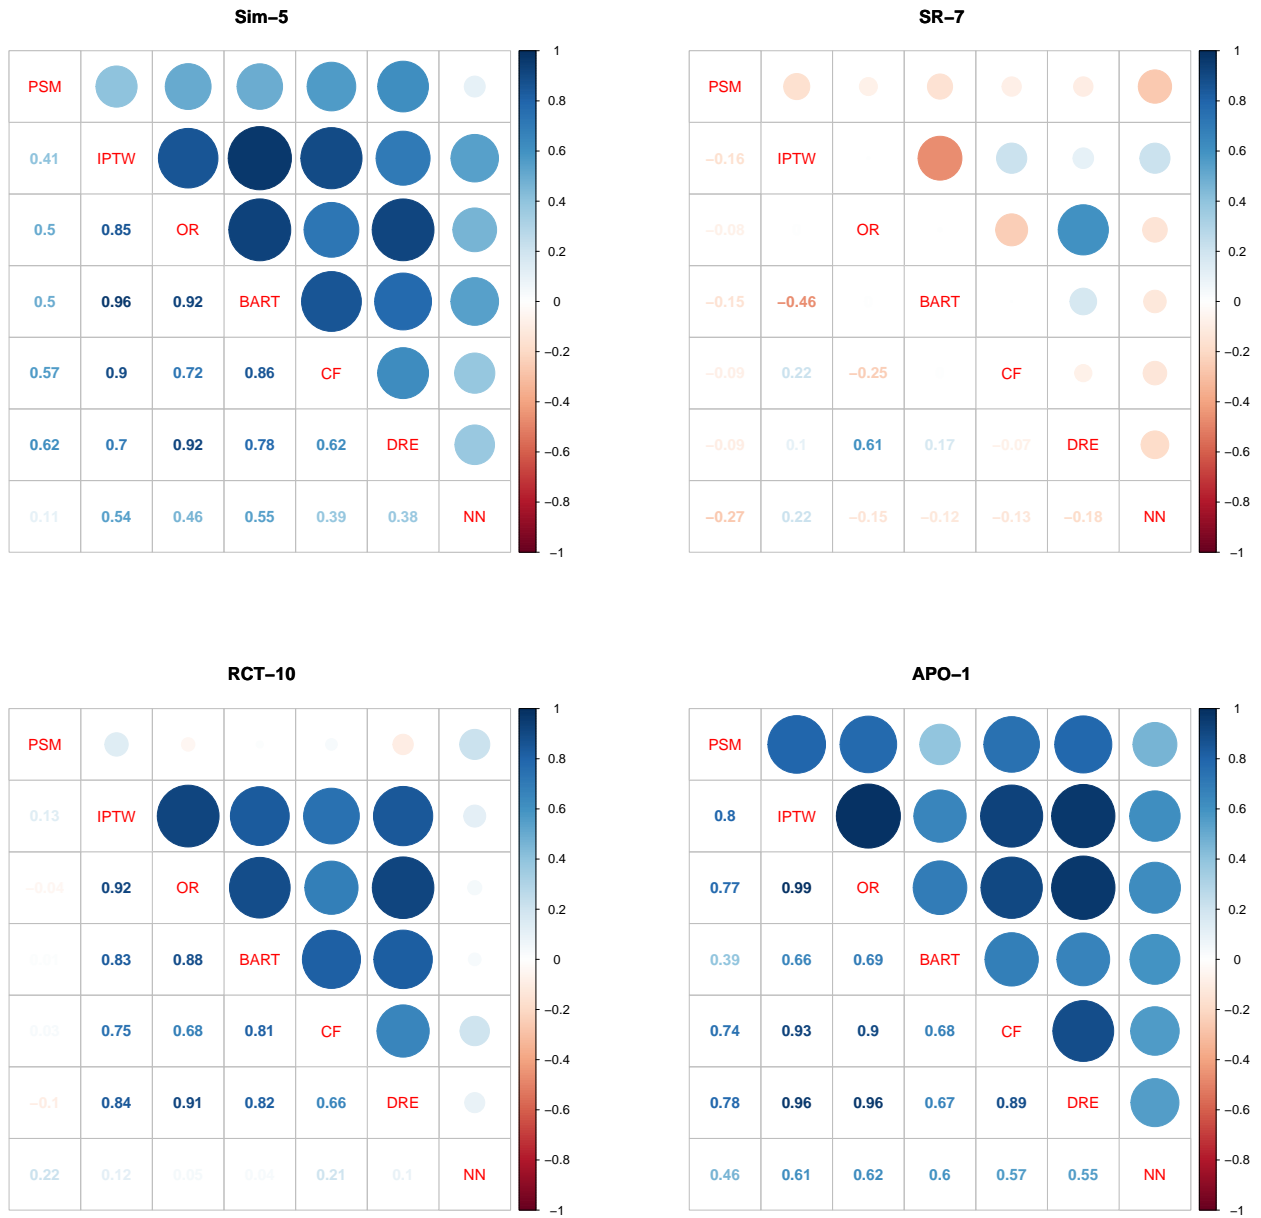 Sim−5
PSM
0.41 IPTW
0.5 0.85 OR
0.5 0.96 0.92 BART
0.57 0.9 0.72 0.86 CF
0.62 0.7 0.92 0.78 0.62 DRE
0.11 0.54 0.46 0.55 0.39 0.38 NN
1
0.8
0.6
0.4
0.2
0
−0.2
−0.4
−0.6
−0.8
−1
SR−7
PSM
−0.16 IPTW
−0.08 OR
−0.15 −0.46 BART
−0.09 0.22 −0.25 CF
−0.09 0.1 0.61 0.17 −0.07 DRE
−0.27 0.22 −0.15 −0.12 −0.13 −0.18 NN
1
0.8
0.6
0.4
0.2
0
−0.2
−0.4
−0.6
−0.8
−1
RCT−10
PSM
0.13 IPTW
−0.04 0.92 OR
0.83 0.88 BART
0.03 0.75 0.68 0.81 CF
−0.1 0.84 0.91 0.82 0.66 DRE
0.22 0.12 0.05 0.04 0.21 0.1 NN
1
0.8
0.6
0.4
0.2
0
−0.2
−0.4
−0.6
−0.8
−1
APO−1
PSM
0.8 IPTW
0.77 0.99 OR
0.39 0.66 0.69 BART
0.74 0.93 0.9 0.68 CF
0.78 0.96 0.96 0.67 0.89 DRE
0.46 0.61 0.62 0.6 0.57 0.55 NN
1
0.8
0.6
0.4
0.2
0
−0.2
−0.4
−0.6
−0.8
−1